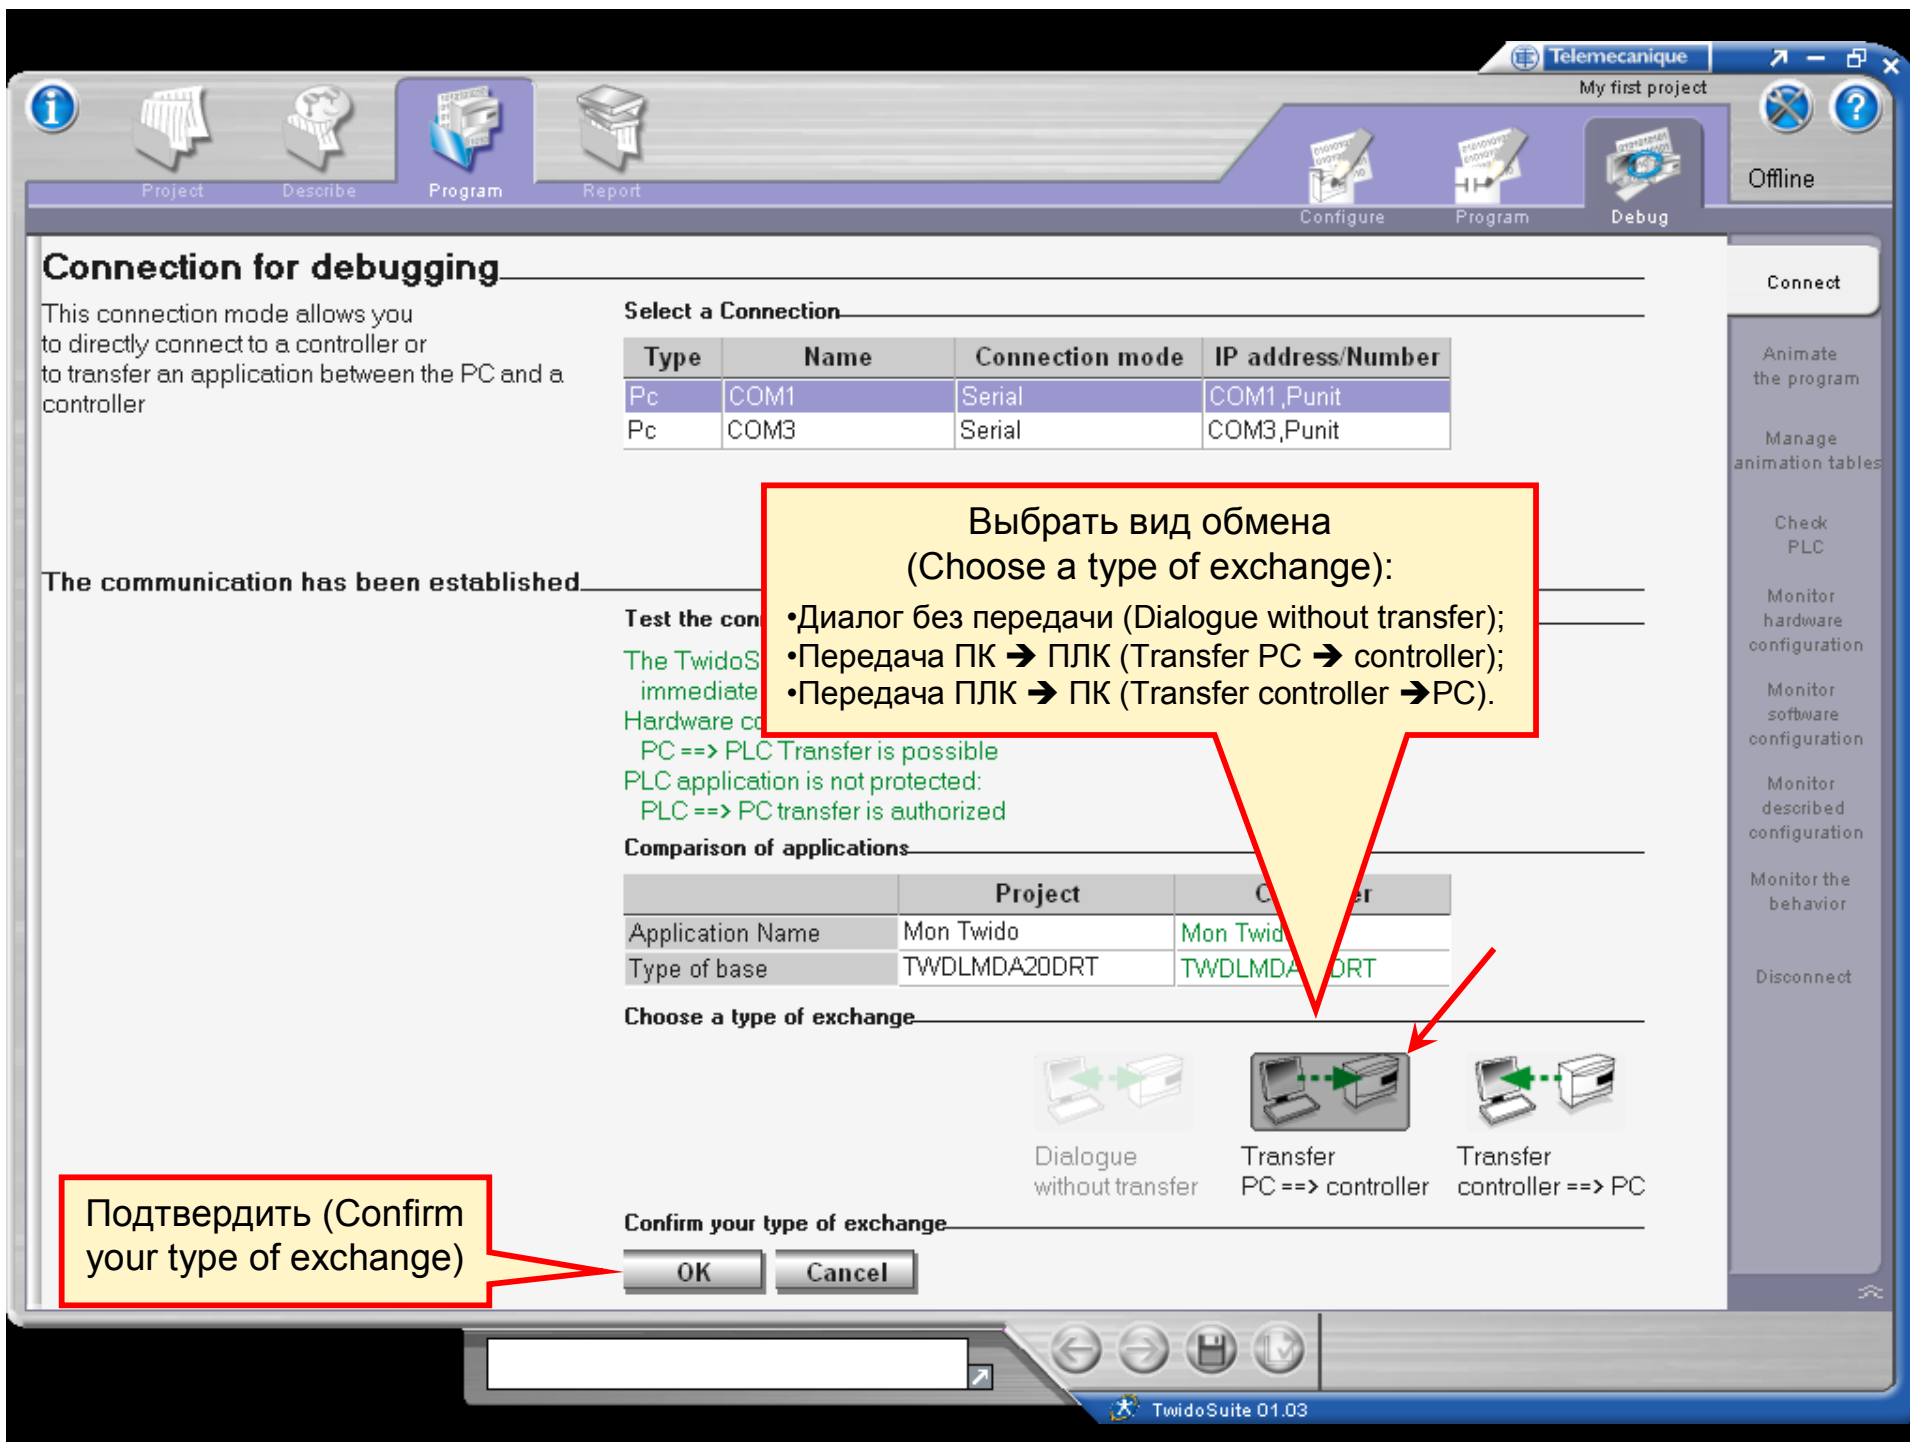 Telemecanique
My first project
Project
Describe
Program
Report
Configure
Program
Debug
Offline
Connection for debugging
This connection mode allows you
to directly connect to a controller or
to transfer an application between the PC and a
controller
Select a Connection
Type Name Connection mode IP address/Number
Pc COM1 Serial COM1,Punit
Pc COM3 Serial COM3,Punit
Выбрать вид обмена
(Choose a type of exchange):
•Диалог без передачи (Dialogue without transfer);
•Передача ПК ➔ ПЛК (Transfer PC ➔ controller);
•Передача ПЛК ➔ ПК (Transfer controller ➔PC).
The communication has been established
Test the
The
immediate
Hardware
PC ==> PLC Transfer is possible
PLC application is not protected:
PLC ==> PC transfer is authorized
Comparison of applications
Project
Application Name Mon Twido Mon
Type of base TWDLMDA20DRT
Choose a type of exchange
Dialogue
without transfer
Transfer
PC ==> controller
Transfer
controller ==> PC
Confirm your type of exchange
OK
Cancel
Подтвердить (Confirm
your type of exchange)
Connect
Animate
the program
Manage
animation tables
Check
PLC
Monitor
hardware
configuration
Monitor
software
configuration
Monitor
described
configuration
Monitor the
behavior
Disconnect
TwidoSuite 01.03